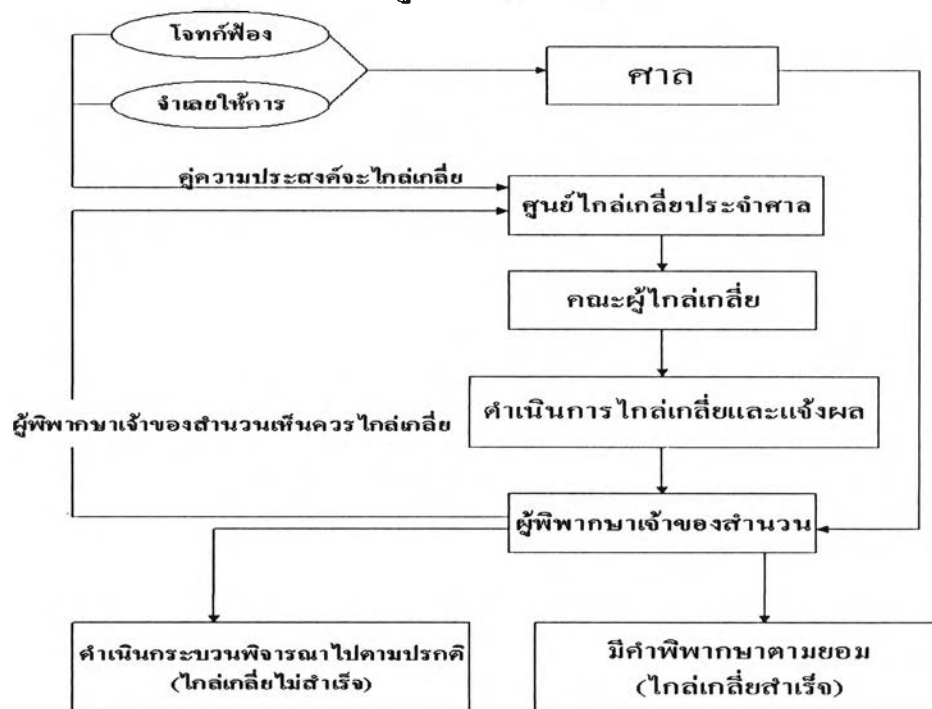 โจทก์ฟ้อง
ศาล
จำเลยให้การ
คู่ความประสงค์จะไกล่เกลี่ย
ศูนย์ไกล่เกลี่ยประจำศาล
คณะผู้ไกล่เกลี่ย
ดำเนินการไกล่เกลี่ยและแจ้งผล
ผู้พิพากษาเจ้าของสำนวนเห็นควรไกล่เกลี่ย
ผู้พิพากษาเจ้าของสำนวน
ดำเนินกระบวนพิจารณาไปตามปรกติ
(ไกล่เกลี่ยไม่สำเร็จ)
มีคำพิพากษาตามยอม
(ไกล่เกลี่ยสำเร็จ)